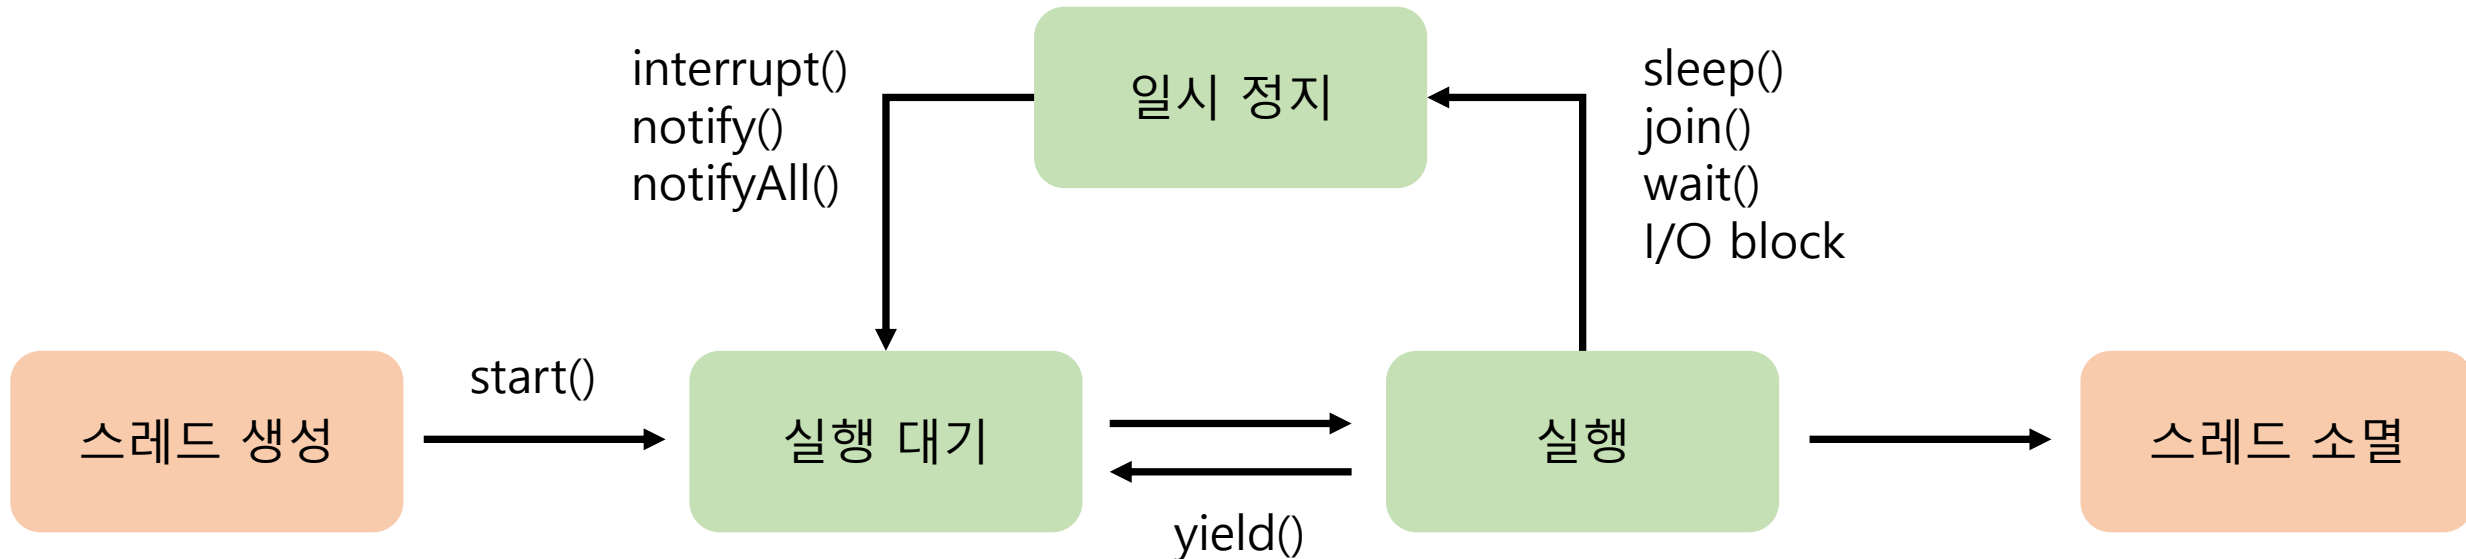 interrupt()
notify()
notifyAll()
일시 정지
sleep()
join()
wait()
I/O block
스레드 생성
start()
실행 대기
yield()
실행
스레드 소멸